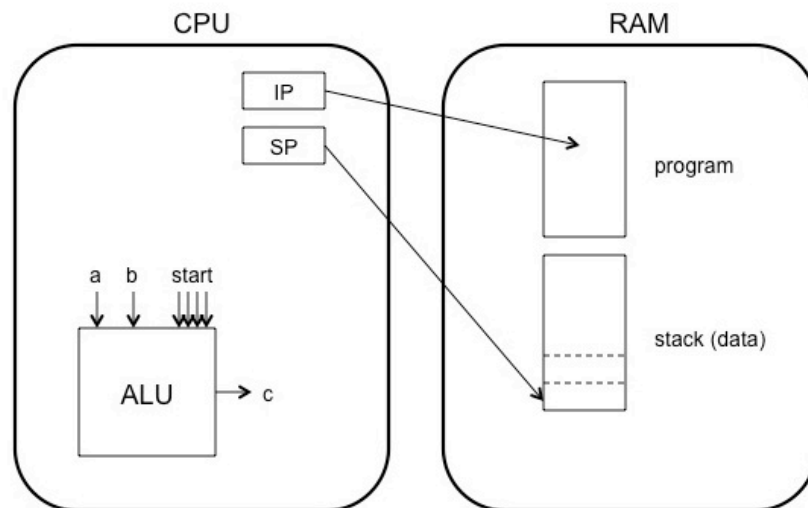 CPU
RAM
IP
SP
program
a b start
stack (data)
ALU
c